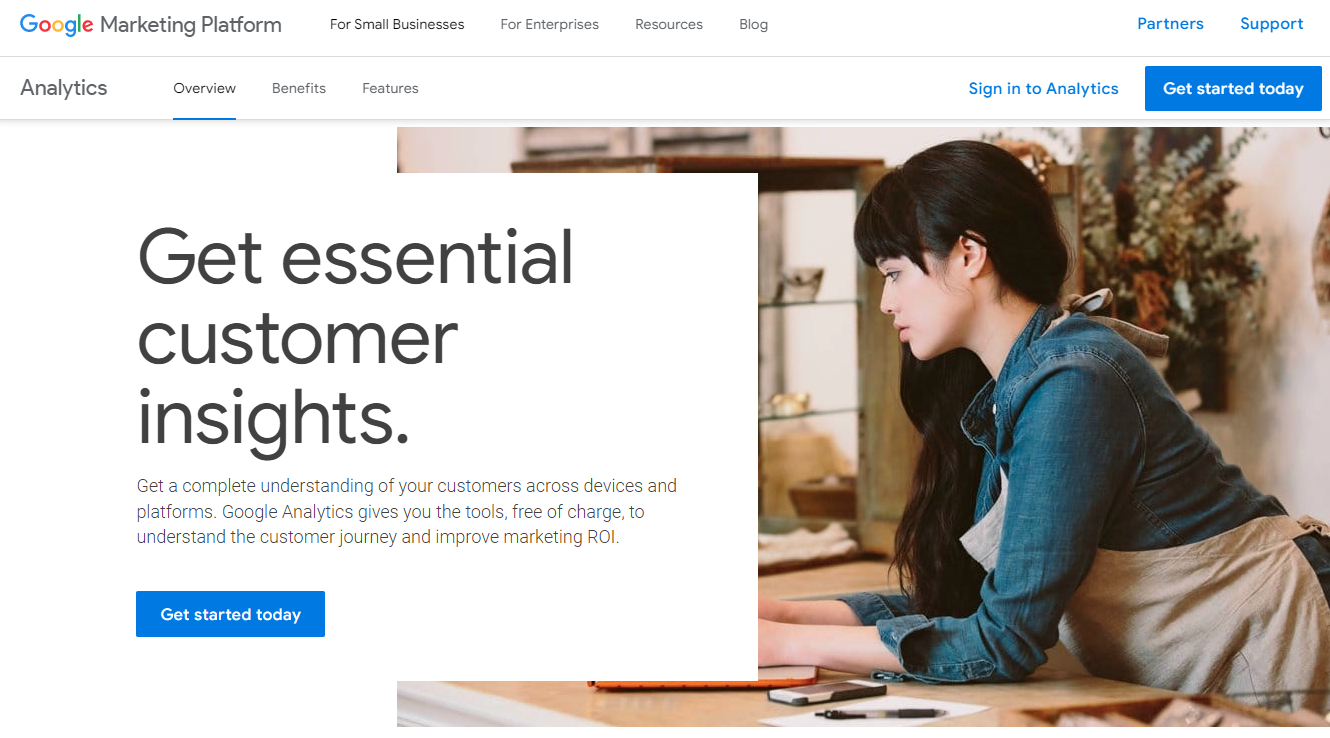 Google Marketing Platform For Small Businesses For Enterprises Resources Blog Partners Support
Analytics Overview Benefits Features Sign in to Analytics Get started today
Get essential
customer
insights.
Get a complete understanding of your customers across devices and
platforms. Google Analytics gives you the tools, free of charge, to
understand the customer journey and improve marketing ROI.
Get started today